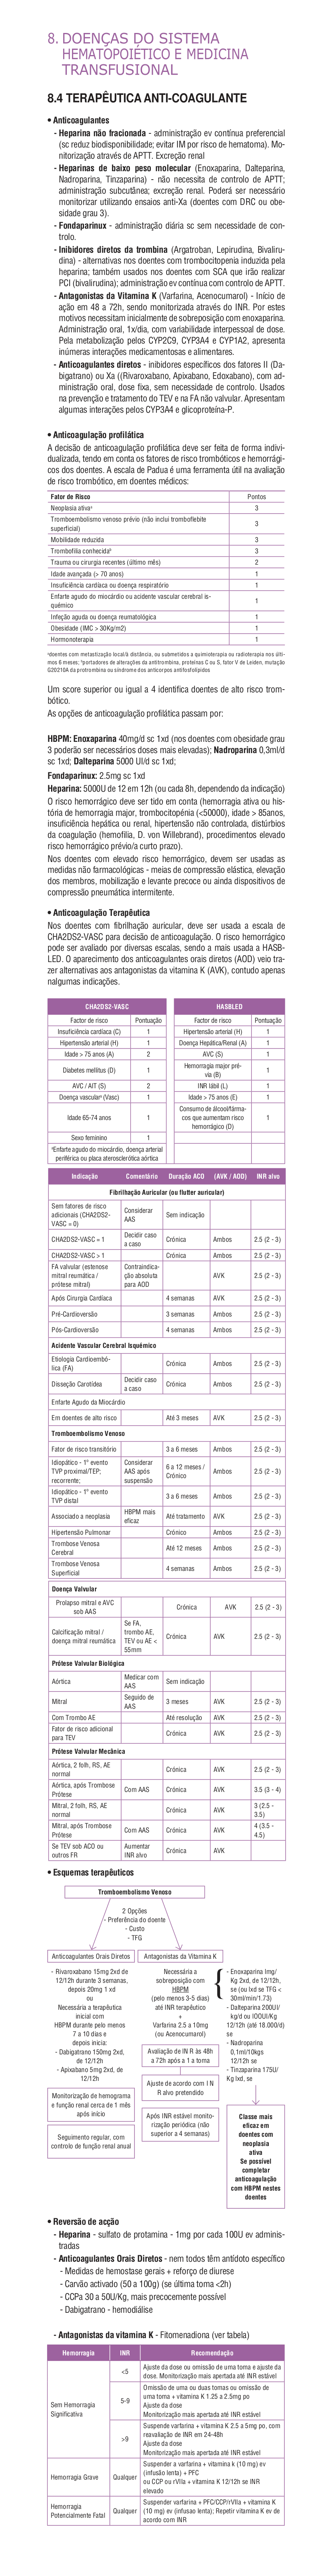 8. DOENÇAS DO SISTEMA
HEMATOPOIÉTICO E MEDICINA
TRANSFUSIONAL
8.4 TERAPÊUTICA ANTI-COAGULANTE
• Anticoagulantes
- Heparina não fracionada - administração ev contínua preferencial
(sc reduz biodisponibilidade; evitar IM por risco de hematoma). Mo-
nitorização através de APTT. Excreção renal
- Heparinas de baixo peso molecular (Enoxaparina, Dalteparina,
Nadroparina, Tinzaparina) - não necessita de controlo de APTT;
administração subcutânea; excreção renal. Poderá ser necessário
monitorizar utilizando ensaios anti-Xa (doentes com DRC ou obe-
sidade grau 3).
- Fondaparinux - administração diária sc sem necessidade de con-
trolo.
- Inibidores diretos da trombina (Argatroban, Lepirudina, Bivaliru-
dina) - alternativas nos doentes com trombocitopenia induzida pela
heparina; também usados nos doentes com SCA que irão realizar
PCI (bivalirudina); administração ev contínua com controlo de APTT.
- Antagonistas da Vitamina K (Varfarina, Acenocumarol) - Início de
ação em 48 a 72h, sendo monitorizada através do INR. Por estes
motivos necessitam inicialmente de sobreposição com enoxaparina.
Administração oral, 1x/dia, com variabilidade interpessoal de dose.
Pela metabolização pelos CYP2C9, CYP3A4 e CYP1A2, apresenta
inúmeras interações medicamentosas e alimentares.
- Anticoagulantes diretos - inibidores específicos dos fatores II (Da-
bigatrano) ou Xa ((Rivaroxabano, Apixabano, Edoxabano), com ad-
ministração oral, dose fixa, sem necessidade de controlo. Usados
na prevenção e tratamento do TEV e na FA não valvular. Apresentam
algumas interações pelos CYP3A4 e glicoproteína-P.
• Anticoagulação profilática
A decisão de anticoagulação profilática deve ser feita de forma indivi-
dualizada, tendo em conta os fatores de risco trombóticos e hemorrági-
cos dos doentes. A escala de Padua é uma ferramenta útil na avaliação
de risco trombótico, em doentes médicos:
Fator de Risco Pontos
Neoplasia ativaª 3
Tromboembolismo venoso prévio (não inclui tromboflebite
superficial) 3
Mobilidade reduzida 3
Trombofilia conhecidaᵇ 3
Trauma ou cirurgia recentes (último mês) 2
Idade avançada (> 70 anos) 1
Insuficiência cardíaca ou doença respiratório 1
Enfarte agudo do miocárdio ou acidente vascular cerebral is-
quémico 1
Infeção aguda ou doença reumatológica 1
Obesidade (IMC > 30Kg/m2) 1
Hormonoterapia 1
ªdoentes com metastização local/à distância, ou submetidos a quimioterapia ou radioterapia nos últi-
mos 6 meses; ᵇportadores de alterações da antitrombina, proteínas C ou S, fator V de Leiden, mutação
G20210A da protrombina ou síndrome dos anticorpos antifosfolípidos
Um score superior ou igual a 4 identifica doentes de alto risco trom-
bótico.
As opções de anticoagulação profilática passam por:
HBPM: Enoxaparina 40mg/d sc 1xd (nos doentes com obesidade grau
3 poderão ser necessários doses mais elevadas); Nadroparina 0,3ml/d
sc 1xd; Dalteparina 5000 UI/d sc 1xd;
Fondaparinux: 2.5mg sc 1xd
Heparina: 5000U de 12 em 12h (ou cada 8h, dependendo da indicação)
O risco hemorrágico deve ser tido em conta (hemorragia ativa ou his-
tória de hemorragia major, trombocitpénia (<50000), idade > 85anos,
insuficiência hepática ou renal, hipertensão não controlada, distúrbios
da coagulação (hemofilia, D. von Willebrand), procedimentos elevado
risco hemorrágico prévio/a curto prazo).
Nos doentes com elevado risco hemorrágico, devem ser usadas as
medidas não farmacológicas - meias de compressão elástica, elevação
dos membros, mobilização e levante precoce ou ainda dispositivos de
compressão pneumática intermitente.
• Anticoagulação Terapêutica
Nos doentes com fibrilhação auricular, deve ser usada a escala de
CHA2DS2-VASC para decisão de anticoagulação. O risco hemorrágico
pode ser avaliado por diversas escalas, sendo a mais usada a HASB-
LED. O aparecimento dos anticoagulantes orais directos (AOD) veio tra-
zer alternativas aos antagonistas da vitamina K (AVK), contudo apenas
nalgumas indicações.
CHA2DS2-VASC
Factor de risco Pontuação
Insuficiência cardíaca (C) 1
Hipertensão arterial (H) 1
Idade > 75 anos (A) 2
Diabetes mellitus (D) 1
AVC / AIT (S) 2
Doença vascularª (Vasc) 1
Idade 65-74 anos 1
Sexo feminino 1
ªEnfarte agudo do miocárdio, doença arterial
periférica ou placa aterosclerótica aórtica
HASBLED
Factor de risco Pontuação
Hipertensão arterial (H) 1
Doença Hepática/Renal (A) 1
AVC (S) 1
Hemorragia major pré-
via (B) 1
INR lábil (L) 1
Idade > 75 anos (E) 1
Consumo de álcool/fárma-
cos que aumentam risco
hemorrágico (D) 1
Indicação Comentário Duração ACO (AVK / AOD) INR alvo
Fibrilhação Auricular (ou flutter auricular)
Sem fatores de risco
adicionais (CHA2DS2-
VASC = 0) Considerar
AAS Sem indicação
CHA2DS2-VASC = 1 Decidir caso
a caso Crónica Ambos 2.5 (2 - 3)
CHA2DS2-VASC > 1 Crónica Ambos 2.5 (2 - 3)
FA valvular (estenose
mitral reumática /
prótese mitral) Contraindica-
ção absoluta
para AOD AVK 2.5 (2 - 3)
Após Cirurgia Cardíaca 4 semanas AVK 2.5 (2 - 3)
Pré-Cardioversão 3 semanas Ambos 2.5 (2 - 3)
Pós-Cardioversão 4 semanas Ambos 2.5 (2 - 3)
Acidente Vascular Cerebral Isquémico
Etiologia Cardioembó-
lica (FA) Crónica Ambos 2.5 (2 - 3)
Disseção Carotídea Decidir caso
a caso Crónica Ambos 2.5 (2 - 3)
Enfarte Agudo da Miocárdio
Em doentes de alto risco Até 3 meses AVK 2.5 (2 - 3)
Tromboembolismo Venoso
Fator de risco transitório 3 a 6 meses Ambos 2.5 (2 - 3)
Idiopático - 1º evento
TVP proximal/TEP;
recorrente; Considerar
AAS após
suspensão 6 a 12 meses /
Crónico Ambos 2.5 (2 - 3)
Idiopático - 1º evento
TVP distal 3 a 6 meses Ambos 2.5 (2 - 3)
Associado a neoplasia HBPM mais
eficaz Até tratamento AVK 2.5 (2 - 3)
Hipertensão Pulmonar Crónico Ambos 2.5 (2 - 3)
Trombose Venosa
Cerebral Até 12 meses Ambos 2.5 (2 - 3)
Trombose Venosa
Superficial 4 semanas Ambos 2.5 (2 - 3)
Doença Valvular
Prolapso mitral e AVC
sob AAS Crónica AVK 2.5 (2 - 3)
Calcificação mitral /
doença mitral reumática Se FA,
trombo AE,
TEV ou AE <
55mm Crónica AVK 2.5 (2 - 3)
Prótese Valvular Biológica
Aórtica Medicar com
AAS Sem indicação
Mitral Seguido de
AAS 3 meses AVK 2.5 (2 - 3)
Com Trombo AE Até resolução AVK 2.5 (2 - 3)
Fator de risco adicional
para TEV Crónica AVK 2.5 (2 - 3)
Prótese Valvular Mecânica
Aórtica, 2 folh, RS, AE
normal Crónica AVK 2.5 (2 - 3)
Aórtica, após Trombose
Prótese Com AAS Crónica AVK 3.5 (3 - 4)
Mitral, 2 folh, RS, AE
normal Crónica AVK 3 (2.5 -
3.5)
Mitral, após Trombose
Prótese Com AAS Crónica AVK 4 (3.5 -
4.5)
Se TEV sob ACO ou
outros FR Aumentar
INR alvo Crónica AVK
• Esquemas terapêuticos
Tromboembolismo Venoso
2 Opções
- Preferência do doente
- Custo
- TFG
Anticoagulantes Orais Diretos
- Rivaroxabano 15mg 2xd de
12/12h durante 3 semanas,
depois 20mg 1 xd
ou
Necessária a terapêutica
inicial com
HBPM durante pelo menos
7 a 10 dias e
depois inicia:
- Dabigatrano 150mg 2xd,
de 12/12h
- Apixabano 5mg 2xd, de
12/12h
Monitorização de hemograma
e função renal cerca de 1 mês
após início
Seguimento regular, com
controlo de função renal anual
Antagonistas da Vitamina K
Necessária a
sobreposição com
HBPM
(pelo menos 3-5 dias)
até INR terapêutico
+
Varfarina 2.5 a 10mg
(ou Acenocumarol)
Avaliação de IN R às 48h
a 72h após a 1 a toma
Ajuste de acordo com I N
R alvo pretendido
Após INR estável monito-
rização periódica (não
superior a 4 semanas)
- Enoxaparina Img/
Kg 2xd, de 12/12h,
se (ou Ixd se TFG <
30ml/min/1.73)
- Dalteparina 200UI/
kg/d ou IOOUI/Kg
12/12h (até 18.000/d)
se
- Nadroparina
0,1ml/10kgs
12/12h se
- Tinzaparina 175U/
Kg lxd, se
Classe mais
eficaz em
doentes com
neoplasia
ativa
Se possível
completar
anticoagulação
com HBPM nestes
doentes
• Reversão de acção
- Heparina - sulfato de protamina - 1mg por cada 100U ev adminis-
tradas
- Anticoagulantes Orais Diretos - nem todos têm antídoto específico
- Medidas de hemostase gerais + reforço de diurese
- Carvão activado (50 a 100g) (se última toma <2h)
- CCPa 30 a 50U/Kg, mais precocemente possível
- Dabigatrano - hemodiálise
- Antagonistas da vitamina K - Fitomenadiona (ver tabela)
Hemorragia INR Recomendação
Sem Hemorragia
Significativa
<5 Ajuste da dose ou omissão de uma toma e ajuste da
dose. Monitorização mais apertada até INR estável
5-9 Omissão de uma ou duas tomas ou omissão de
uma toma + vitamina K 1.25 a 2.5mg po
Ajuste da dose
Monitorização mais apertada até INR estável
>9 Suspende varfarina + vitamina K 2.5 a 5mg po, com
reavaliação de INR em 24-48h
Ajuste da dose
Monitorização mais apertada até INR estável
Hemorragia Grave Qualquer Suspender a varfarina + vitamina k (10 mg) ev
(infusão lenta) + PFC
ou CCP ou rVIIa + vitamina K 12/12h se INR
elevado
Hemorragia
Potencialmente Fatal Qualquer Suspender varfarina + PFC/CCP/rVIIa + vitamina K
(10 mg) ev (infusao lenta); Repetir vitamina K ev de
acordo com INR